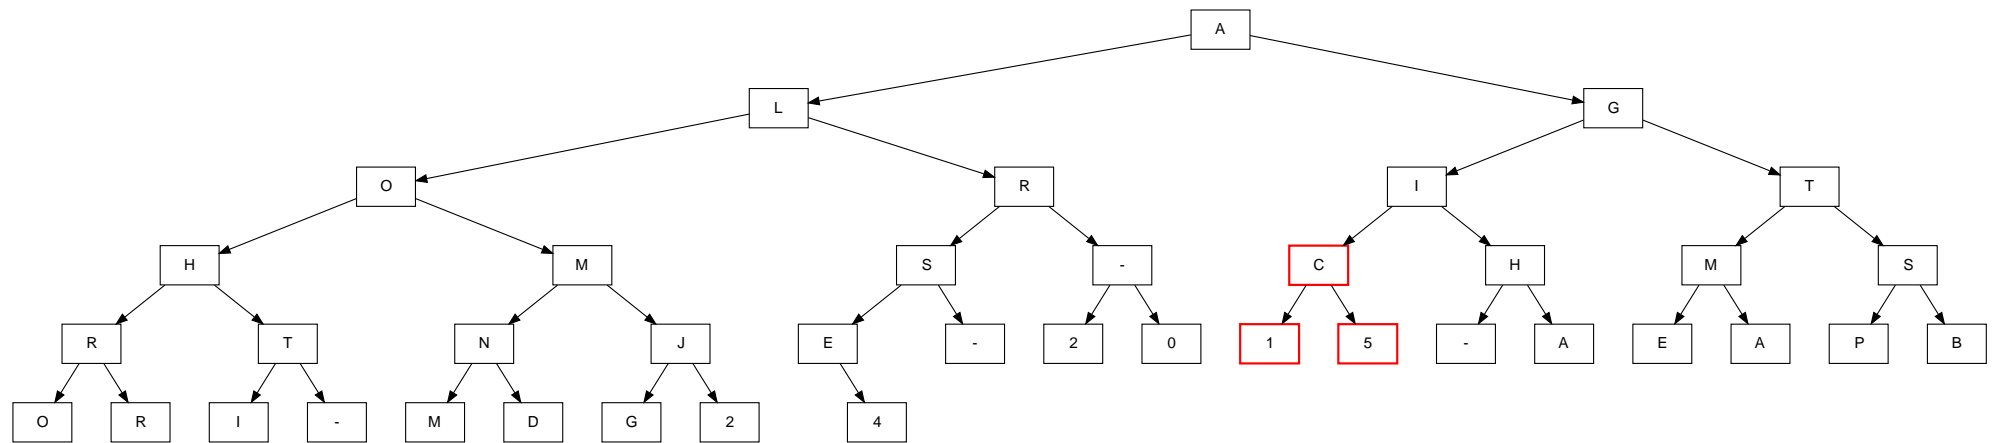 A
L G
O R I T
H M S - C H M S
R T N J E - 2 0 1 5 - A E A P B
O R I - M D G 2 4